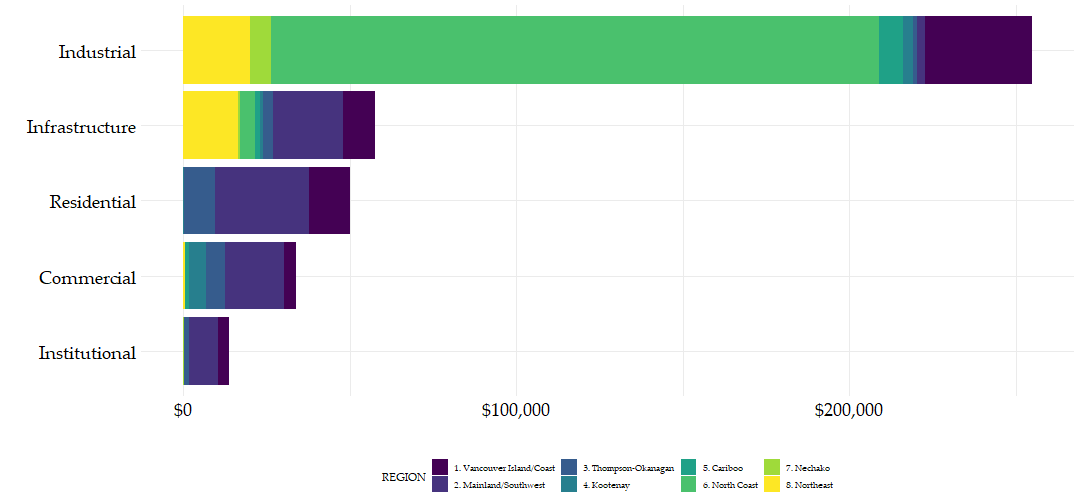 Industrial
Infrastructure
Residential
Commercial
Institutional
$0 $100,000 $200,000
REGION
1. Vancouver Island/Coast 3. Thompson-Okanagan 5. Cariboo 7. Nechako
2. Mainland/Southwest 4. Kootenay 6. North Coast 8. Northeast